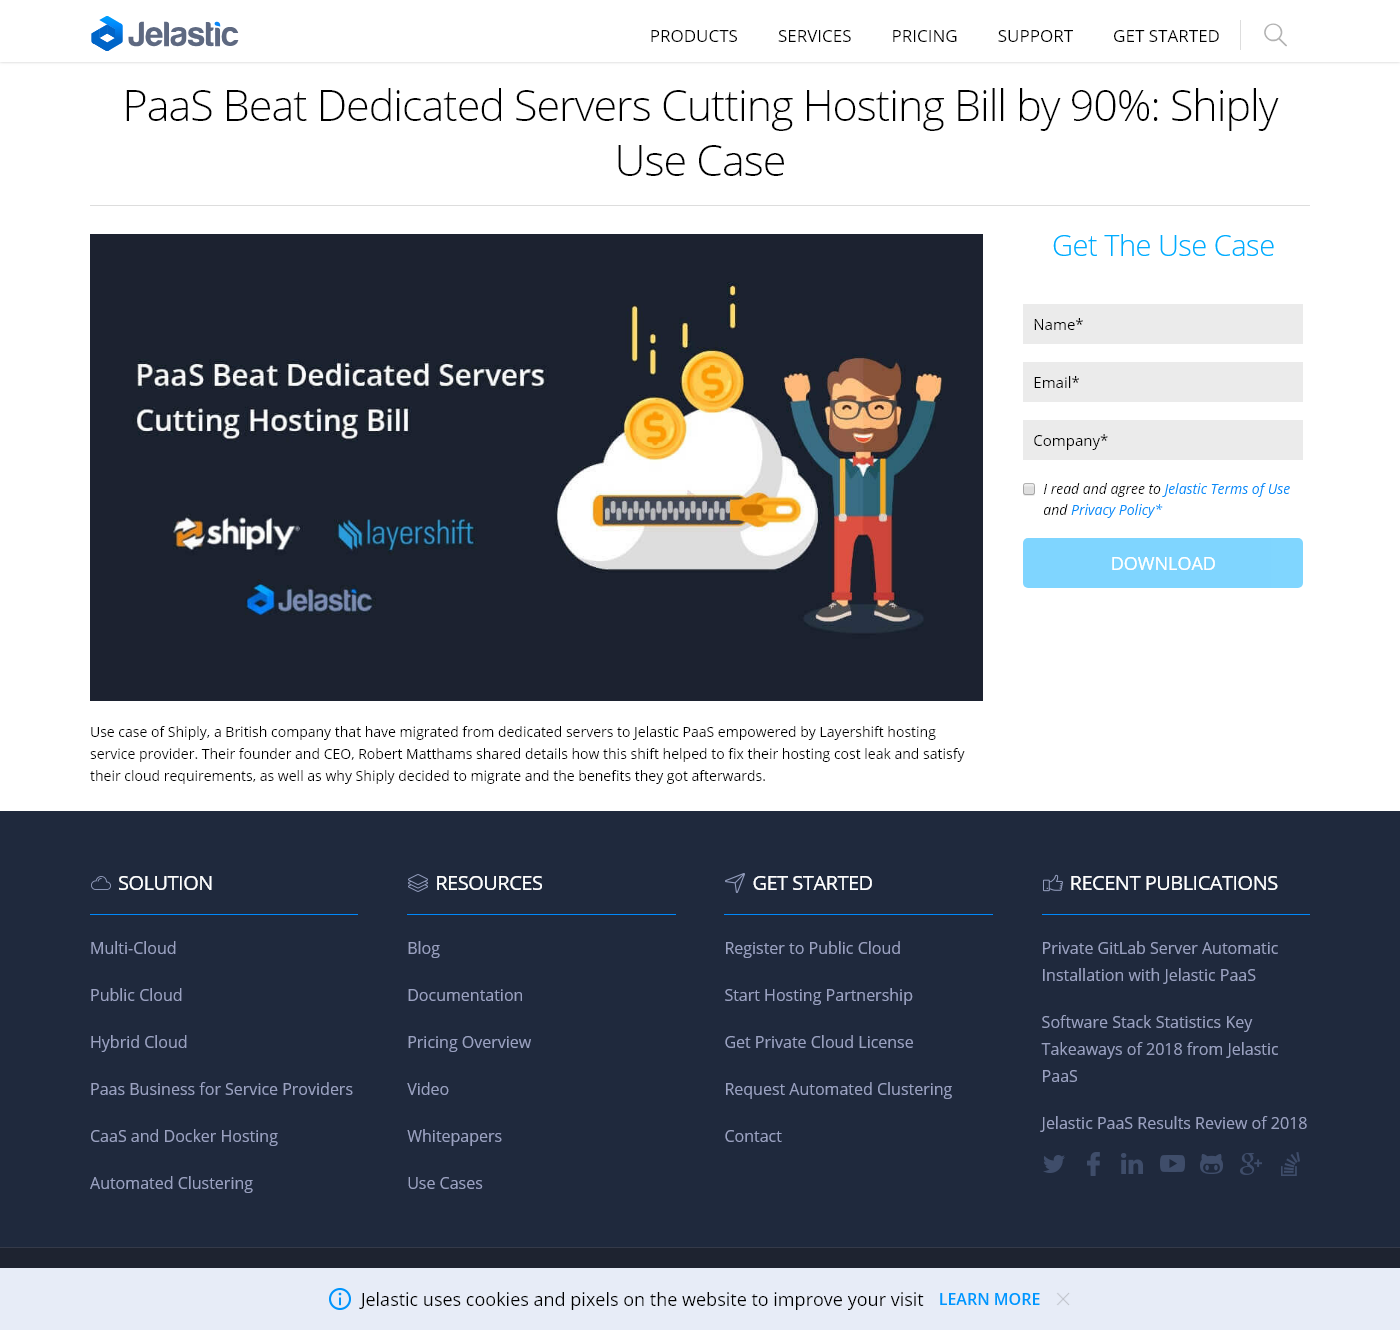 Jelastic
PRODUCTS SERVICES PRICING SUPPORT GET STARTED
PaaS Beat Dedicated Servers Cutting Hosting Bill by 90%: Shiply
Use Case
PaaS Beat Dedicated Servers
Cutting Hosting Bill
shiply layershift
Jelastic
Get The Use Case
Name*
Email*
Company*
I read and agree to Jelastic Terms of Use
and Privacy Policy*
DOWNLOAD
Use case of Shiply, a British company that have migrated from dedicated servers to Jelastic PaaS empowered by Layershift hosting
service provider. Their founder and CEO, Robert Matthams shared details how this shift helped to fix their hosting cost leak and satisfy
their cloud requirements, as well as why Shiply decided to migrate and the benefits they got afterwards.
SOLUTION
Multi-Cloud
Public Cloud
Hybrid Cloud
Paas Business for Service Providers
CaaS and Docker Hosting
Automated Clustering
RESOURCES
Blog
Documentation
Pricing Overview
Video
Whitepapers
Use Cases
GET STARTED
Register to Public Cloud
Start Hosting Partnership
Get Private Cloud License
Request Automated Clustering
Contact
RECENT PUBLICATIONS
Private GitLab Server Automatic
Installation with Jelastic PaaS
Software Stack Statistics Key
Takeaways of 2018 from Jelastic
PaaS
Jelastic PaaS Results Review of 2018
Jelastic uses cookies and pixels on the website to improve your visit LEARN MORE